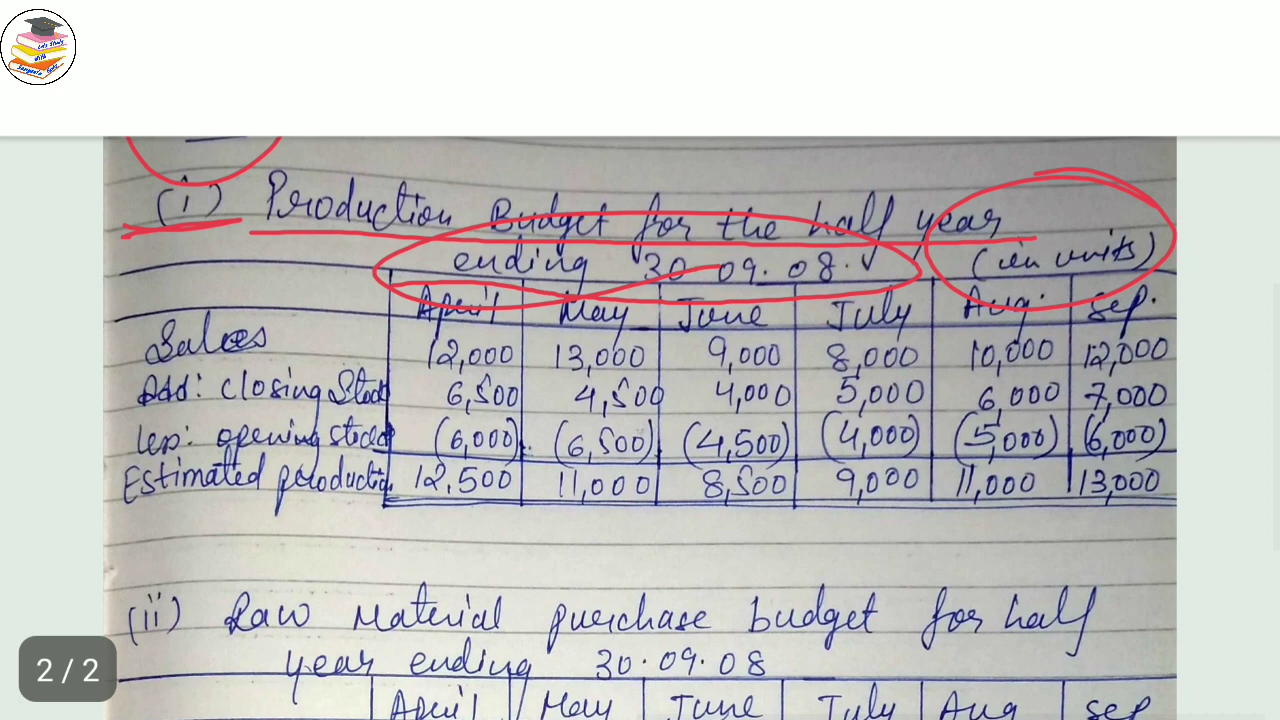 Let's Study
With
(i) Production Budget for the half year
ending 30.09.08. (in units)
April May June July Aug. Sep.
Sales 12,000 13,000 9,000 8,000 10,000 12,000
Add: closing Stock 6,500 4,500 4,000 5,000 6,000 7,000
less: opening stock (6,000) (6,500) (4,500) (4,000) (5,000) (6,000)
Estimated production 12,500 11,000 8,500 9,000 11,000 13,000
(ii) Raw Material purchase budget for half
year ending 30.09.08
April May June July Aug Sep
2 / 2